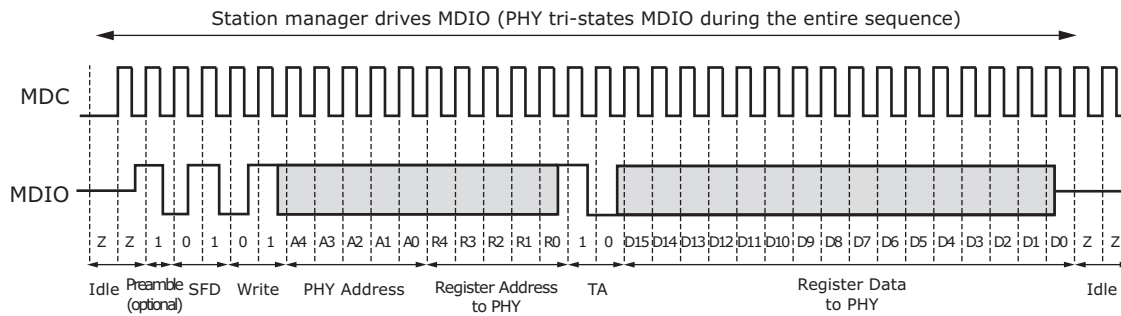 Station manager drives MDIO (PHY tri-states MDIO during the entire sequence)
MDC
MDIO
Z Z 1 0 1 0 1 A4 A3 A2 A1 A0 R4 R3 R2 R1 R0 1 0 D15 D14 D13 D12 D11 D10 D9 D8 D7 D6 D5 D4 D3 D2 D1 D0 Z Z
Idle Preamble (optional) SFD Write PHY Address Register Address to PHY TA Register Data to PHY Idle